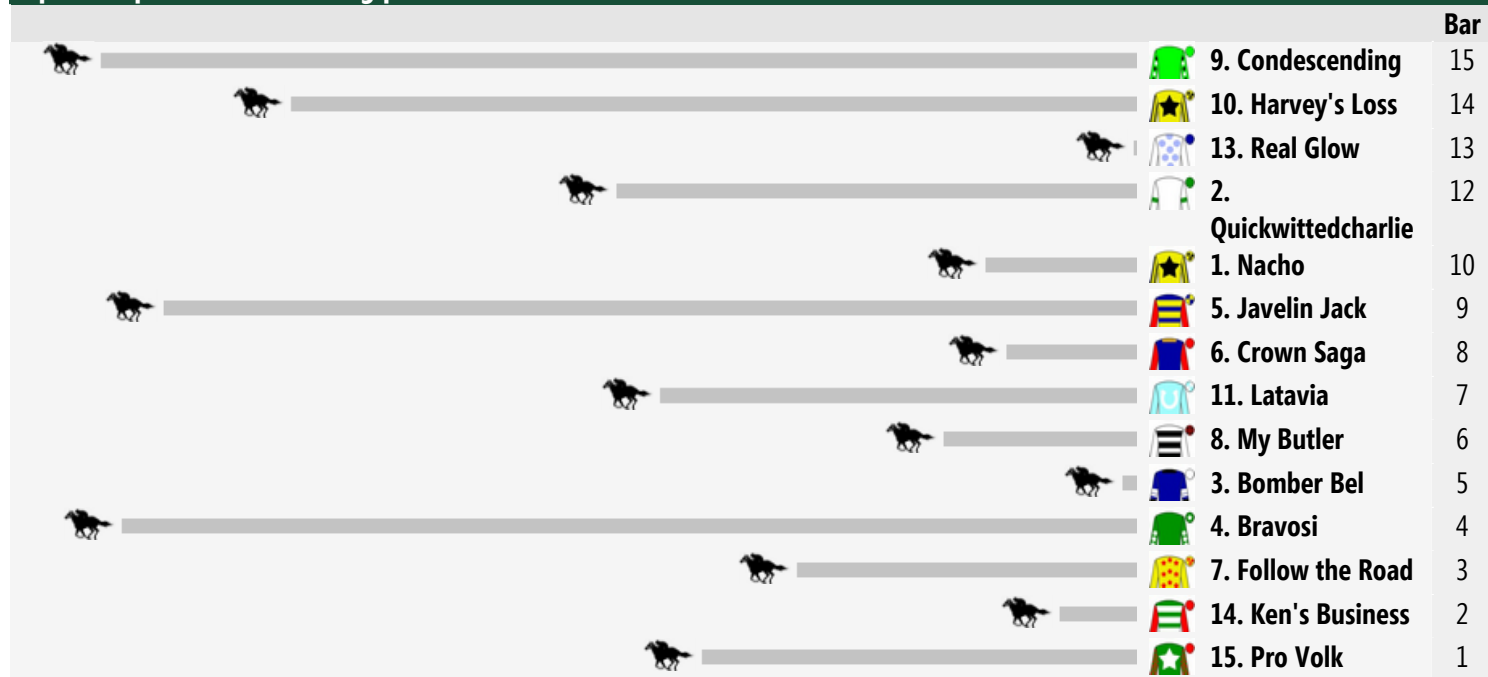 Bar
9. Condescending 15
10. Harvey's Loss 14
13. Real Glow 13
2. 12
Quickwittedcharlie
1. Nacho 10
5. Javelin Jack 9
6. Crown Saga 8
11. Latavia 7
8. My Butler 6
3. Bomber Bel 5
4. Bravosi 4
7. Follow the Road 3
14. Ken's Business 2
15. Pro Volk 1